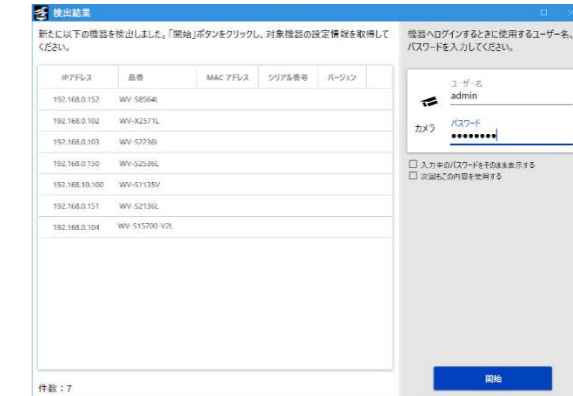 検出結果
新たに以下の機器を検出しました。「開始」ボタンをクリックし、対象機器の設定情報を取得して
ください。
IPアドレス 品番 MAC アドレス シリアル番号 バージョン
192.168.0.152 WV-S8564L
192.168.0.102 WV-X2571L
192.168.0.103 WV-S2236L
192.168.0.150 WV-S2536L
192.168.10.100 WV-S1135V
192.168.0.151 WV-S2136L
192.168.0.104 WV-S15700-V2L
件数：7
機器へログインするときに使用するユーザー名、
パスワードを入力してください。
カメラ
ユーザー名
admin
パスワード
●●●●●●●●
入力中のパスワードをそのまま表示する
次回もこの内容を使用する
開始